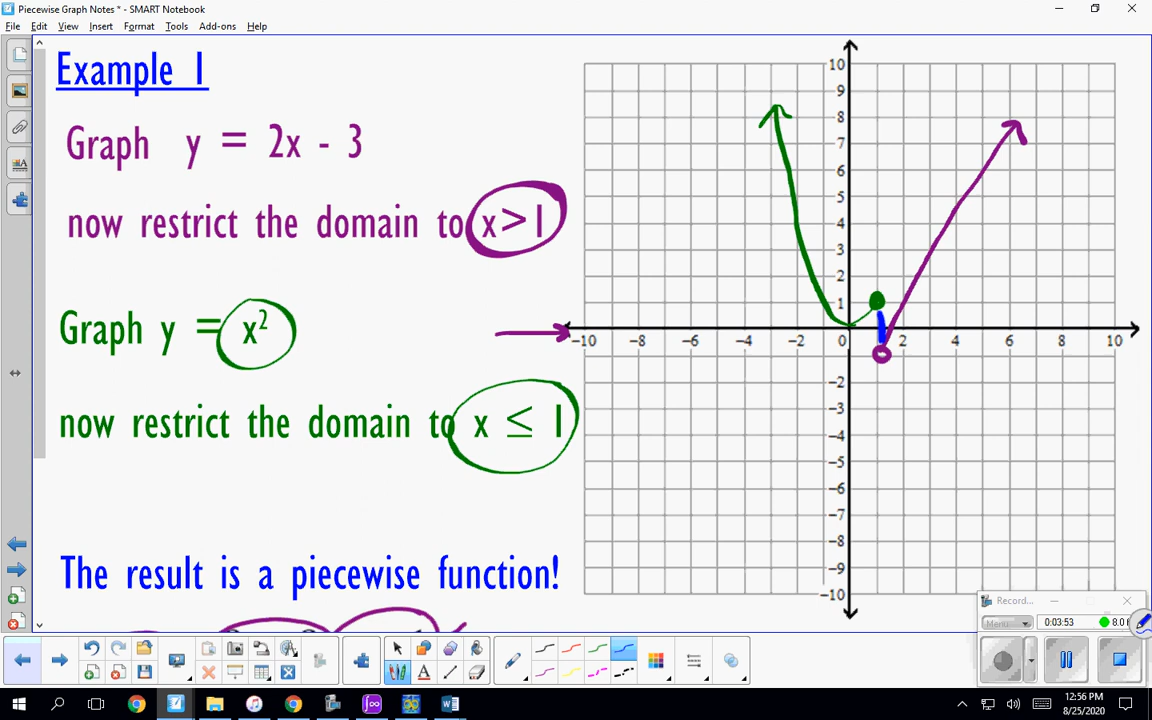 Piecewise Graph Notes * - SMART Notebook
File Edit View Insert Format Tools Add-ons Help
Example 1
Graph y = 2x - 3
now restrict the domain to x > 1
Graph y = x²
now restrict the domain to x ≤ 1
The result is a piecewise function!
10
9
8
7
6
5
4
3
2
1
-10 -8 -6 -4 -2 0 2 4 6 8 10
-2
-3
-4
-5
-6
-7
-8
-9
-10
Record...
Menu 0:03:53 8.0
12:56 PM
8/25/2020